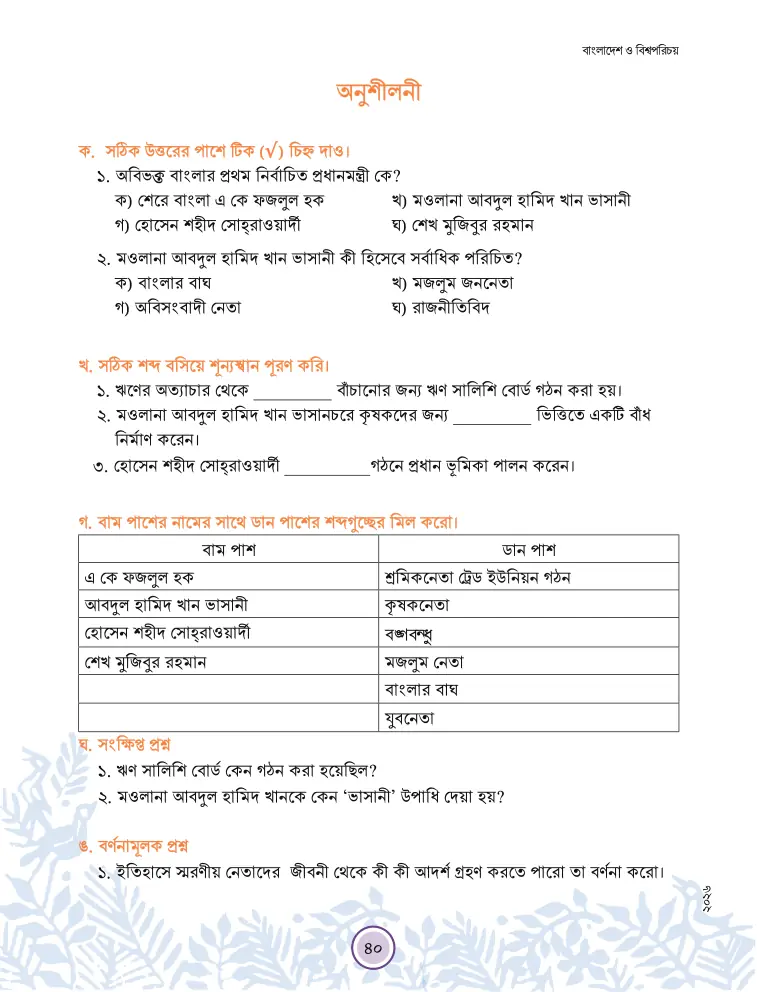 বাংলাদেশ ও বিশ্বপরিচয়
অনুশীলনী
ক. সঠিক উত্তরের পাশে টিক (√) চিহ্ন দাও।
১. অবিভক্ত বাংলার প্রথম নির্বাচিত প্রধানমন্ত্রী কে?
ক) শেরে বাংলা এ কে ফজলুল হক খ) মওলানা আবদুল হামিদ খান ভাসানী
গ) হোসেন শহীদ সোহ্‌রাওয়ার্দী ঘ) শেখ মুজিবুর রহমান
২. মওলানা আবদুল হামিদ খান ভাসানী কী হিসেবে সর্বাধিক পরিচিত?
ক) বাংলার বাঘ খ) মজলুম জননেতা
গ) অবিসংবাদী নেতা ঘ) রাজনীতিবিদ
খ. সঠিক শব্দ বসিয়ে শূন্যস্থান পূরণ করি।
১. ঋণের অত্যাচার থেকে _________ বাঁচানোর জন্য ঋণ সালিশি বোর্ড গঠন করা হয়।
২. মওলানা আবদুল হামিদ খান ভাসানচরে কৃষকদের জন্য _________ ভিত্তিতে একটি বাঁধ
নির্মাণ করেন।
৩. হোসেন শহীদ সোহ্‌রাওয়ার্দী __________গঠনে প্রধান ভূমিকা পালন করেন।
গ. বাম পাশের নামের সাথে ডান পাশের শব্দগুচ্ছের মিল করো।
বাম পাশ ডান পাশ
এ কে ফজলুল হক শ্রমিকনেতা ট্রেড ইউনিয়ন গঠন
আবদুল হামিদ খান ভাসানী কৃষকনেতা
হোসেন শহীদ সোহ্‌রাওয়ার্দী বঙ্গবন্ধু
শেখ মুজিবুর রহমান মজলুম নেতা
বাংলার বাঘ
যুবনেতা
ঘ. সংক্ষিপ্ত প্রশ্ন
১. ঋণ সালিশি বোর্ড কেন গঠন করা হয়েছিল?
২. মওলানা আবদুল হামিদ খানকে কেন ‘ভাসানী’ উপাধি দেয়া হয়?
ঙ. বর্ণনামূলক প্রশ্ন
১. ইতিহাসে স্মরণীয় নেতাদের জীবনী থেকে কী কী আদর্শ গ্রহণ করতে পারো তা বর্ণনা করো।
২০২৬
৪০